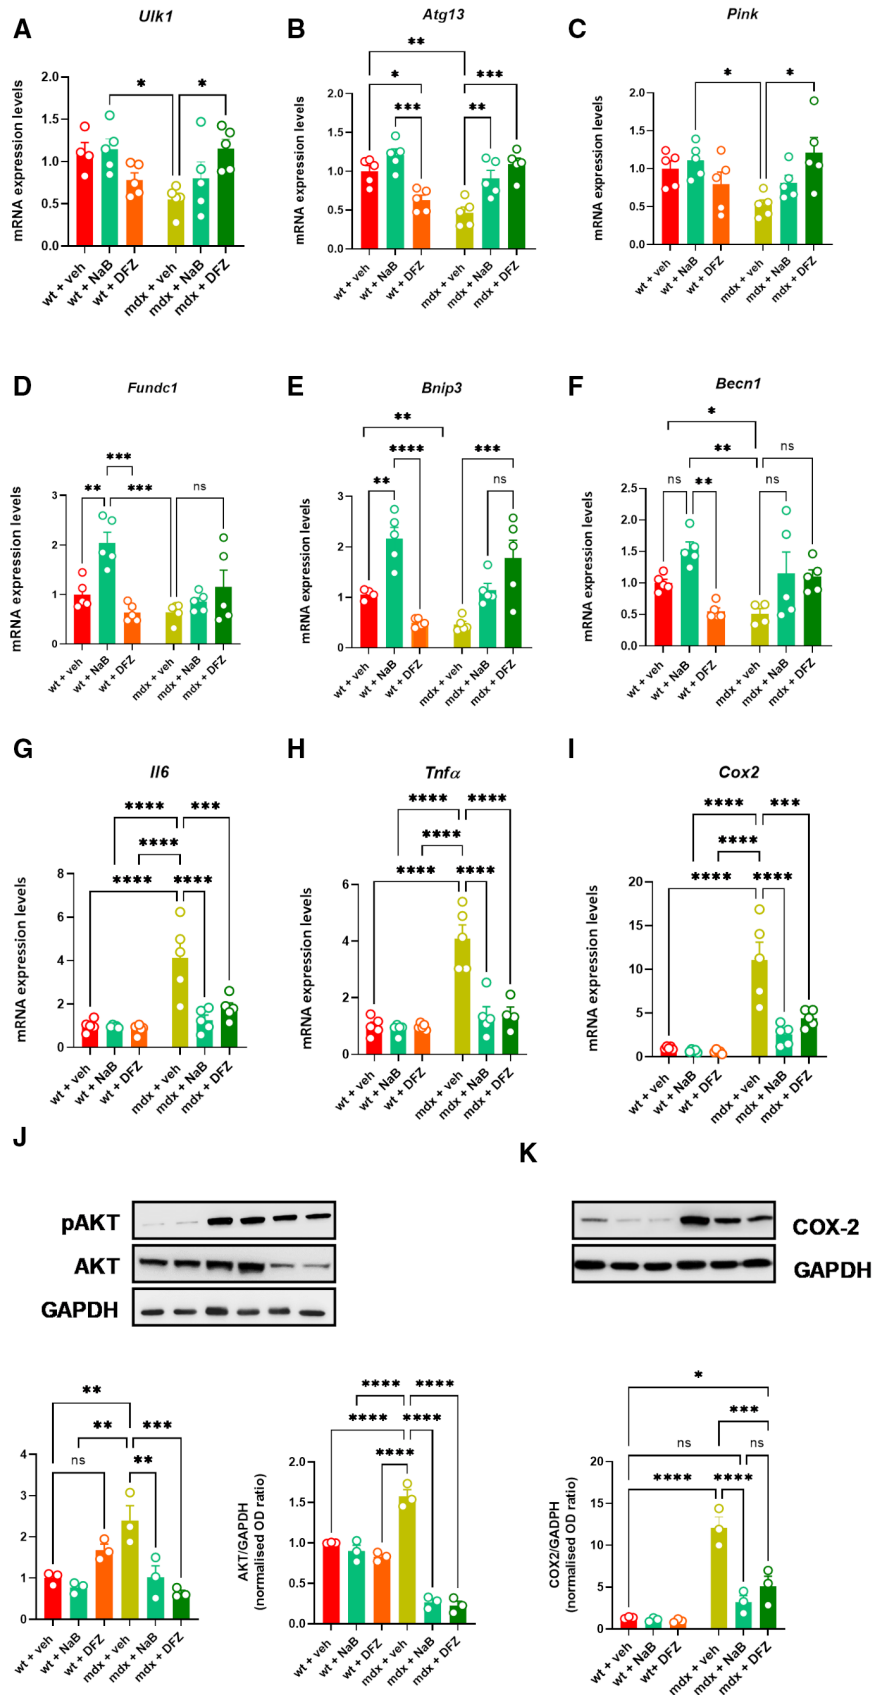 A
Ulk1
mRNA expression levels
2.0
1.5
1.0
0.5
0.0
*
*
wt + veh
wt + NaB
wt + DFZ
mdx + veh
mdx + NaB
mdx + DFZ
B
Atg13
mRNA expression levels
2.0
1.5
1.0
0.5
0.0
**
*
***
***
**
wt + veh
wt + NaB
wt + DFZ
mdx + veh
mdx + NaB
mdx + DFZ
C
Pink
mRNA expression levels
2.0
1.5
1.0
0.5
0.0
*
*
wt + veh
wt + NaB
wt + DFZ
mdx + veh
mdx + NaB
mdx + DFZ
D
Fundc1
mRNA expression levels
3
2
1
0
***
**
***
ns
wt + veh
wt + NaB
wt + DFZ
mdx + veh
mdx + NaB
mdx + DFZ
E
Bnip3
mRNA expression levels
3
2
1
0
**
****
***
**
ns
wt + veh
wt + NaB
wt + DFZ
mdx + veh
mdx + NaB
mdx + DFZ
F
Becn1
mRNA expression levels
2.5
2.0
1.5
1.0
0.5
0.0
*
**
ns
ns
**
ns
wt + veh
wt + NaB
wt + DFZ
mdx + veh
mdx + NaB
mdx + DFZ
G
Il6
mRNA expression levels
8
6
4
2
0
****
***
****
****
****
wt + veh
wt + NaB
wt + DFZ
mdx + veh
mdx + NaB
mdx + DFZ
H
Tnfα
mRNA expression levels
6
4
2
0
****
****
****
****
****
wt + veh
wt + NaB
wt + DFZ
mdx + veh
mdx + NaB
mdx + DFZ
I
Cox2
mRNA expression levels
20
15
10
5
0
****
***
****
****
****
wt + veh
wt + NaB
wt + DFZ
mdx + veh
mdx + NaB
mdx + DFZ
J
pAKT
AKT
GAPDH
4
3
2
1
0
**
**
***
ns
**
wt + veh
wt + NaB
wt + DFZ
mdx + veh
mdx + NaB
mdx + DFZ
AKT/GAPDH
(normalised OD ratio)
2.0
1.5
1.0
0.5
0.0
****
****
****
****
****
wt + veh
wt + NaB
wt + DFZ
mdx + veh
mdx + NaB
mdx + DFZ
K
COX-2
GAPDH
COX2/GADPH
(normalised OD ratio)
20
15
10
5
0
*
***
ns
ns
****
****
wt + veh
wt + NaB
wt+ DFZ
mdx + veh
mdx + NaB
mdx + DFZ